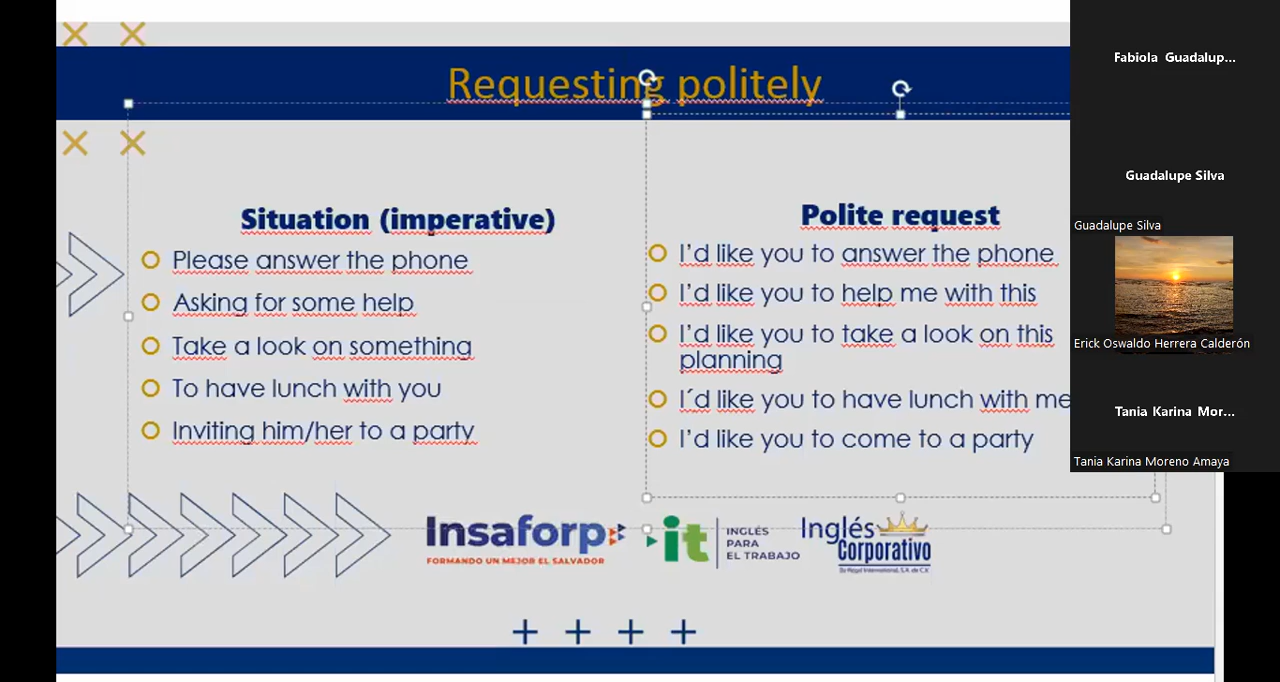 Requesting politely
Situation (imperative)
Please answer the phone
Asking for some help
Take a look on something
To have lunch with you
Inviting him/her to a party
Polite request
I'd like you to answer the phone
I'd like you to help me with this
I'd like you to take a look on this
planning
I´d like you to have lunch with me
I'd like you to come to a party
Insaforp
FORMANDO UN MEJOR EL SALVADOR
it
INGLÉS
PARA
EL TRABAJO
Inglés
Corporativo
Fabiola Guadalup...
Guadalupe Silva
Guadalupe Silva
Erick Oswaldo Herrera Calderón
Tania Karina Mor...
Tania Karina Moreno Amaya